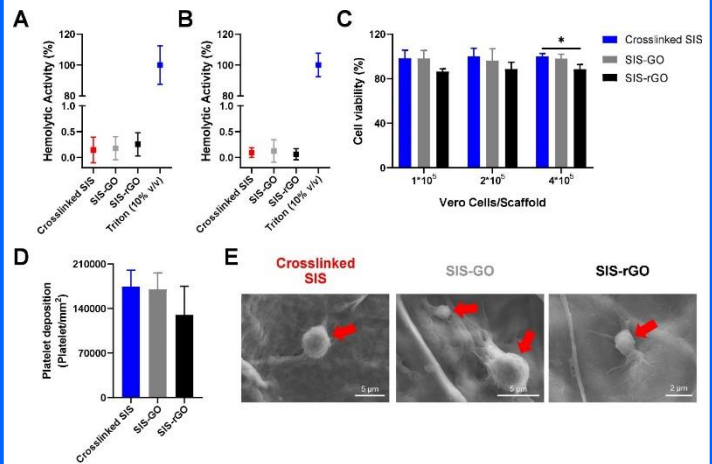 A
Hemolytic Activity (%)
120
100
80
1.0
0.5
0.0
Crosslinked SIS
SIS-GO
SIS-rGO
Triton (10% v/v)
B
Hemolytic Activity (%)
120
100
80
1.0
0.5
0.0
Crosslinked SIS
SIS-GO
SIS-rGO
Triton (10% v/v)
C
Cell viability (%)
120
80
40
0
*
1*10⁵
2*10⁵
4*10⁵
Vero Cells/Scaffold
Crosslinked SIS
SIS-GO
SIS-rGO
D
Platelet deposition
(Platelet/mm²)
210000
140000
70000
0
Crosslinked SIS
SIS-GO
SIS-rGO
E
Crosslinked
SIS
SIS-GO
SIS-rGO
5 μm
5 μm
2 μm